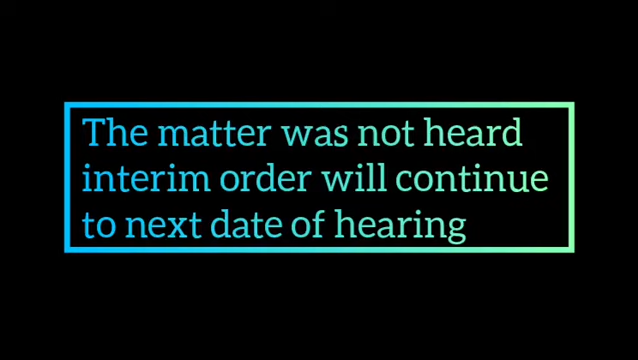 The matter was not heard
interim order will continue
to next date of hearing